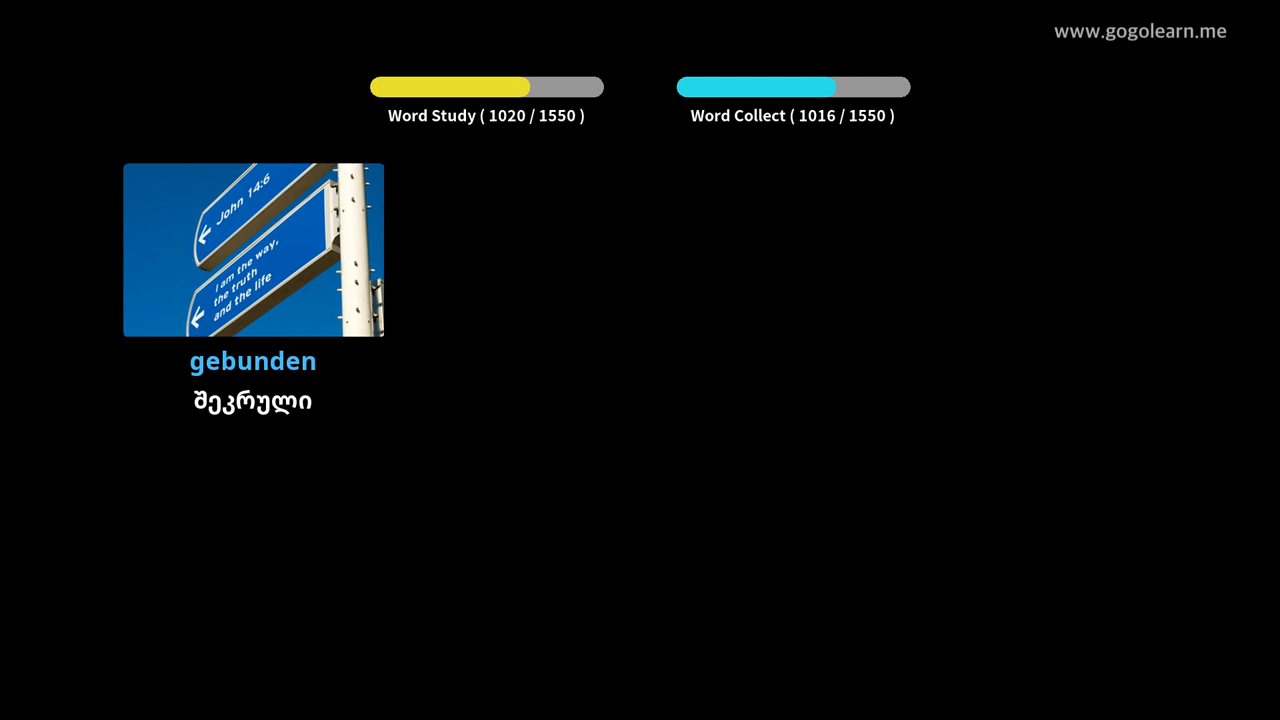 www.gogolearn.me
Word Study ( 1020 / 1550 )
Word Collect ( 1016 / 1550 )
John 14:6
I am the way,
the truth
and the life
gebunden
შეკრული